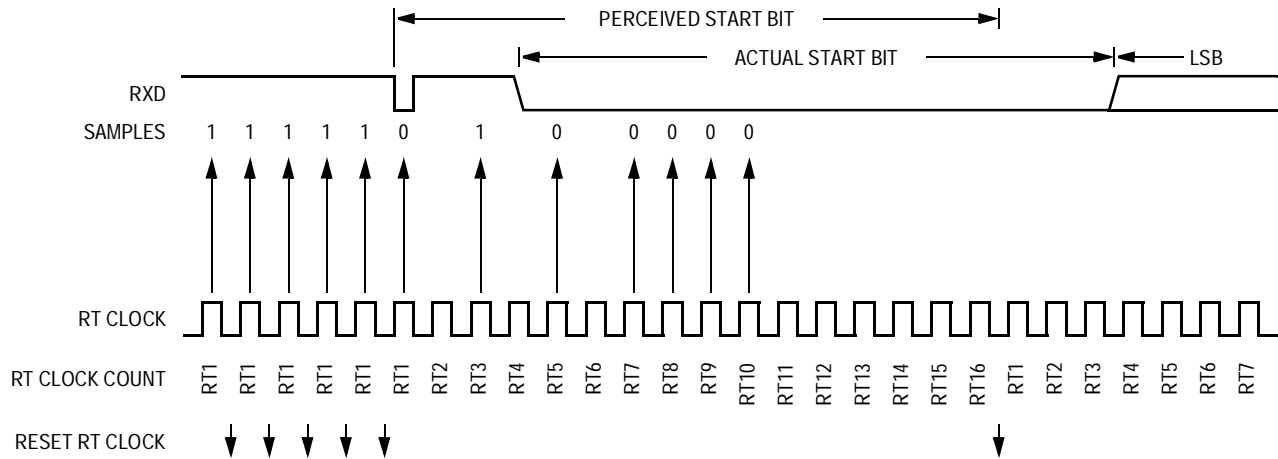 PERCEIVED START BIT
ACTUAL START BIT LSB
RXD
SAMPLES 1 1 1 1 1 0 1 0 0 0 0 0
RT CLOCK
RT CLOCK COUNT RT1 RT1 RT1 RT1 RT1 RT1 RT2 RT3 RT4 RT5 RT6 RT7 RT8 RT9 RT10 RT11 RT12 RT13 RT14 RT15 RT16 RT1 RT2 RT3 RT4 RT5 RT6 RT7
RESET RT CLOCK